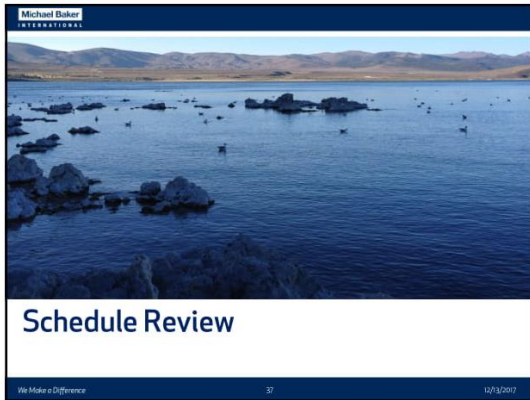 Michael Baker
INTERNATIONAL
Schedule Review
We Make a Difference
37
12/13/2017